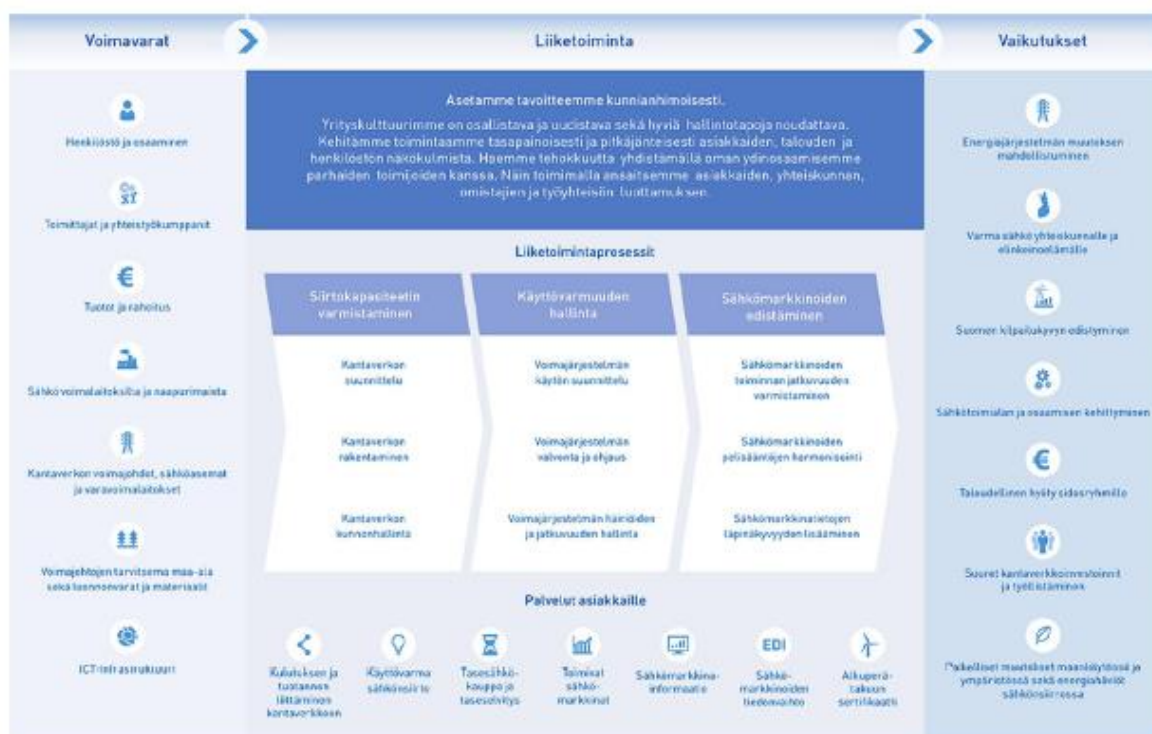 Voimavarat
Liiketoiminta
Vaikutukset
Henkilöstö ja osaaminen
Toimittajat ja yhteistyökumppanit
Tuotot ja rahoitus
Sähkö voimalaitoksilta ja naapurimaista
Kantaverkon voimajohdot, sähköasemat
ja varavoimalaitokset
Voimajohtojen tarvitsema maa-ala
sekä luonnonvarat ja materiaalit
ICT-infrastruktuuri
Asetamme tavoitteemme kunnianhimoisesti.
Yrityskulttuurimme on osallistava ja uudistava sekä hyviä hallintotapoja noudattava.
Kehitämme toimintaamme tasapainoisesti ja pitkäjänteisesti asiakkaiden, talouden ja
henkilöstön näkökulmista. Haemme tehokkuutta yhdistämällä oman ydinosaamisemme
parhaiden toimijoiden kanssa. Näin toimimalla ansaitsemme asiakkaiden, yhteiskunnan,
omistajien ja työyhteisön luottamuksen.
Liiketoimintaprosessit
Siirtokapasiteetin
varmistaminen
Kantaverkon
suunnittelu
Kantaverkon
rakentaminen
Kantaverkon
kunnonhallinta
Käyttövarmuuden
hallinta
Voimajärjestelmän
käytön suunnittelu
Voimajärjestelmän
valvonta ja ohjaus
Voimajärjestelmän häiriöiden
ja jatkuvuuden hallinta
Sähkömarkkinoiden
edistäminen
Sähkömarkkinoiden
toiminnan jatkuvuuden
varmistaminen
Sähkömarkkinoiden
pelisääntöjen harmonisointi
Sähkömarkkinatietojen
läpinäkyvyyden lisääminen
Palvelut asiakkaille
Kulutuksen ja
tuotannon
liittäminen
kantaverkkoon
Käyttövarma
sähkönsiirto
Tasesähkö-
kauppa ja
taseselvitys
Toimivat
sähkö-
markkinat
Sähkömarkkina-
informaatio
EDI
Sähkö-
markkinoiden
tiedonvaihto
Alkuperä-
takuun
sertifikaatti
Energiajärjestelmän muutoksen
mahdollistuminen
Varma sähkö yhteiskunnalle ja
elinkeinoelämälle
Suomen kilpailukyvyn edistyminen
Sähkötoimialan ja osaamisen kehittyminen
Taloudellinen hyöty sidosryhmille
Suuret kantaverkkoinvestoinnit
ja työllistäminen
Paikalliset muutokset maankäytössä ja
ympäristössä sekä energiahäviöt
sähkönsiirrossa